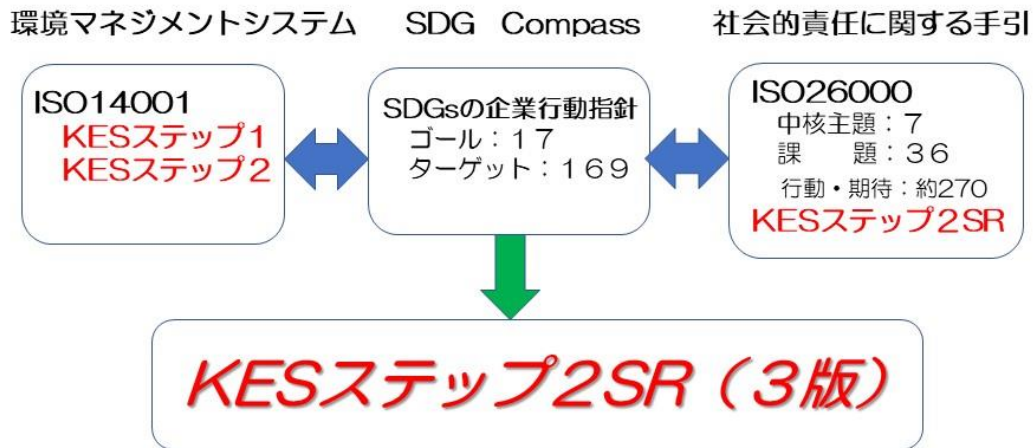 環境マネジメントシステム
SDG Compass
社会的責任に関する手引
ISO14001
KESステップ1
KESステップ2
SDGsの企業行動指針
ゴール：１７
ターゲット：１６９
ISO26000
中核主題：７
課　　題：３６
行動・期待：約270
KESステップ２SR
KESステップ２SR（３版）